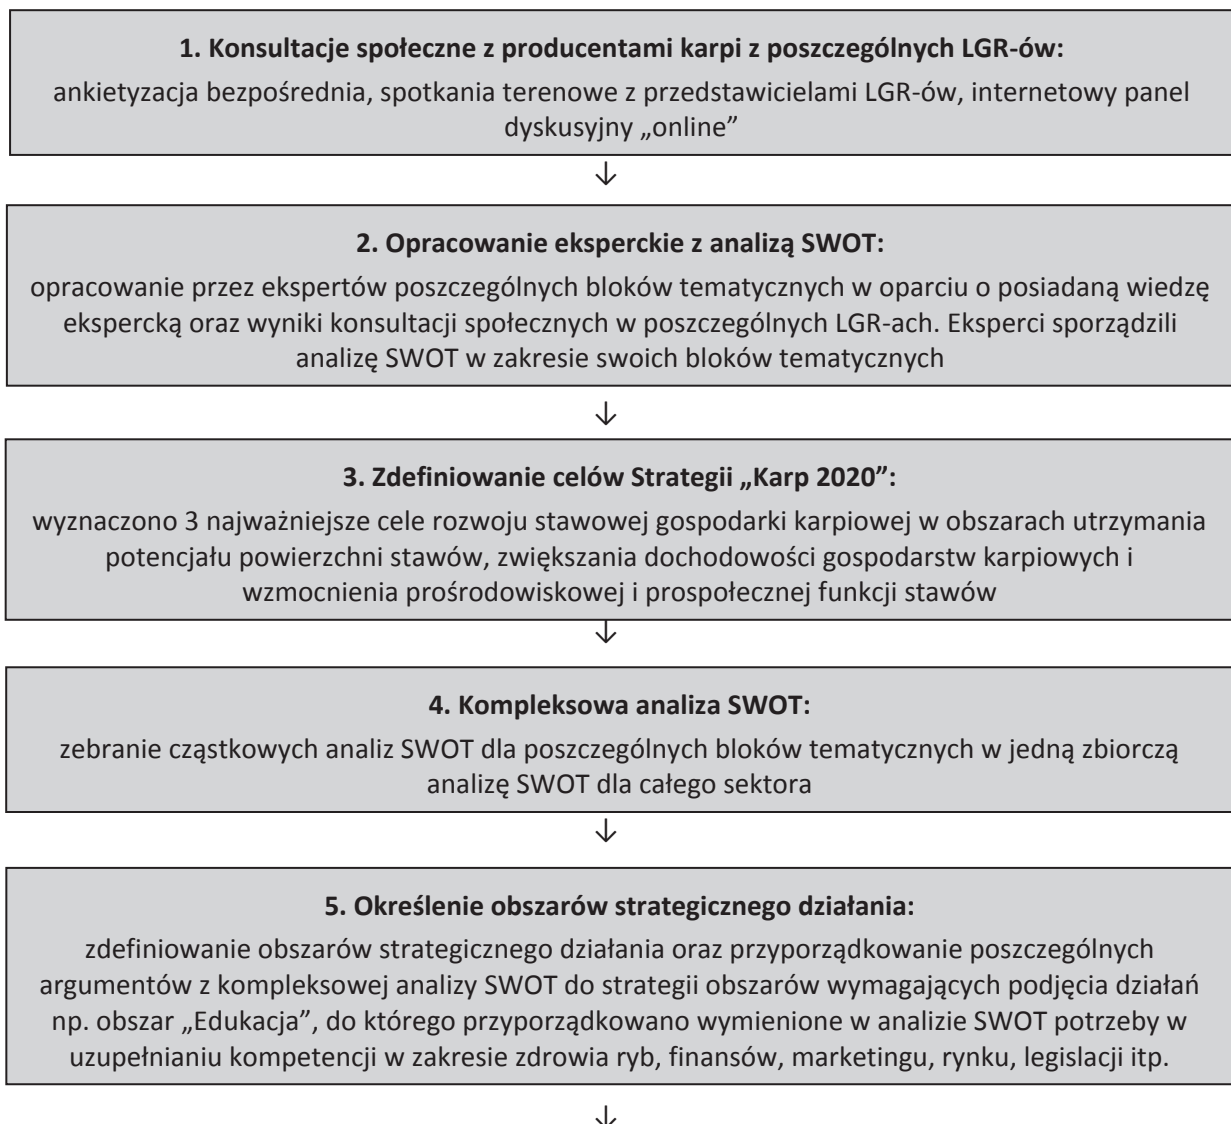 1. Konsultacje społeczne z producentami karpi z poszczególnych LGR-ów:
ankietyzacja bezpośrednia, spotkania terenowe z przedstawicielami LGR-ów, internetowy panel
dyskusyjny „online”
↓
2. Opracowanie eksperckie z analizą SWOT:
opracowanie przez ekspertów poszczególnych bloków tematycznych w oparciu o posiadaną wiedzę
ekspercką oraz wyniki konsultacji społecznych w poszczególnych LGR-ach. Eksperci sporządzili
analizę SWOT w zakresie swoich bloków tematycznych
↓
3. Zdefiniowanie celów Strategii „Karp 2020”:
wyznaczono 3 najważniejsze cele rozwoju stawowej gospodarki karpiowej w obszarach utrzymania
potencjału powierzchni stawów, zwiększania dochodowości gospodarstw karpiowych i
wzmocnienia prośrodowiskowej i prospołecznej funkcji stawów
↓
4. Kompleksowa analiza SWOT:
zebranie cząstkowych analiz SWOT dla poszczególnych bloków tematycznych w jedną zbiorczą
analizę SWOT dla całego sektora
↓
5. Określenie obszarów strategicznego działania:
zdefiniowanie obszarów strategicznego działania oraz przyporządkowanie poszczególnych
argumentów z kompleksowej analizy SWOT do strategii obszarów wymagających podjęcia działań
np. obszar „Edukacja”, do którego przyporządkowano wymienione w analizie SWOT potrzeby w
uzupełnianiu kompetencji w zakresie zdrowia ryb, finansów, marketingu, rynku, legislacji itp.
↓